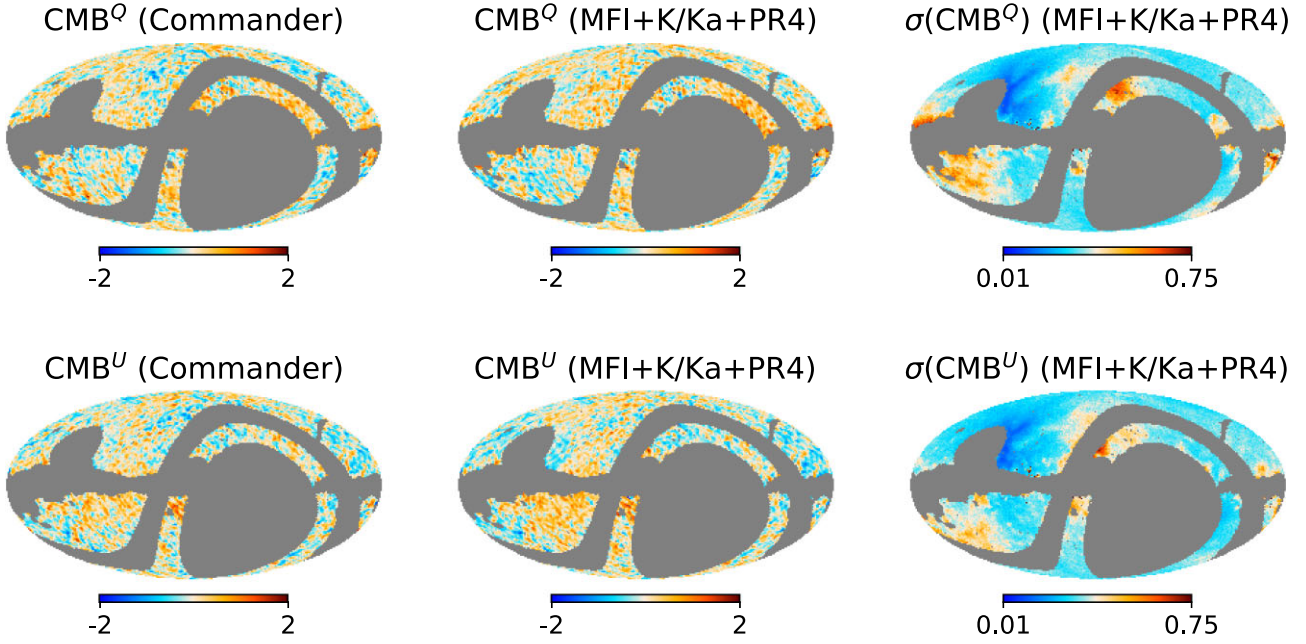 CMB^Q (Commander)
CMB^Q (MFI+K/Ka+PR4)
σ(CMB^Q) (MFI+K/Ka+PR4)
-2 2
-2 2
0.01 0.75
CMB^U (Commander)
CMB^U (MFI+K/Ka+PR4)
σ(CMB^U) (MFI+K/Ka+PR4)
-2 2
-2 2
0.01 0.75